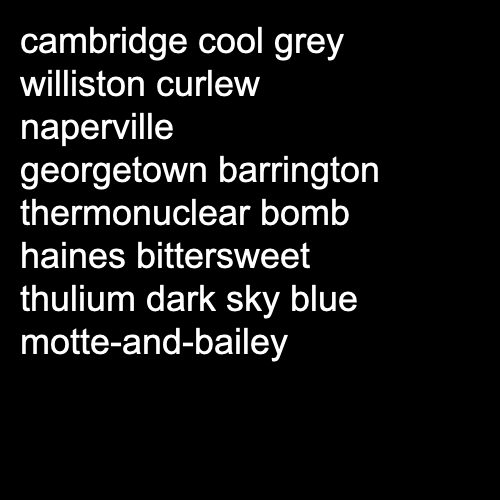 cambridge cool grey
williston curlew
naperville
georgetown barrington
thermonuclear bomb
haines bittersweet
thulium dark sky blue
motte-and-bailey